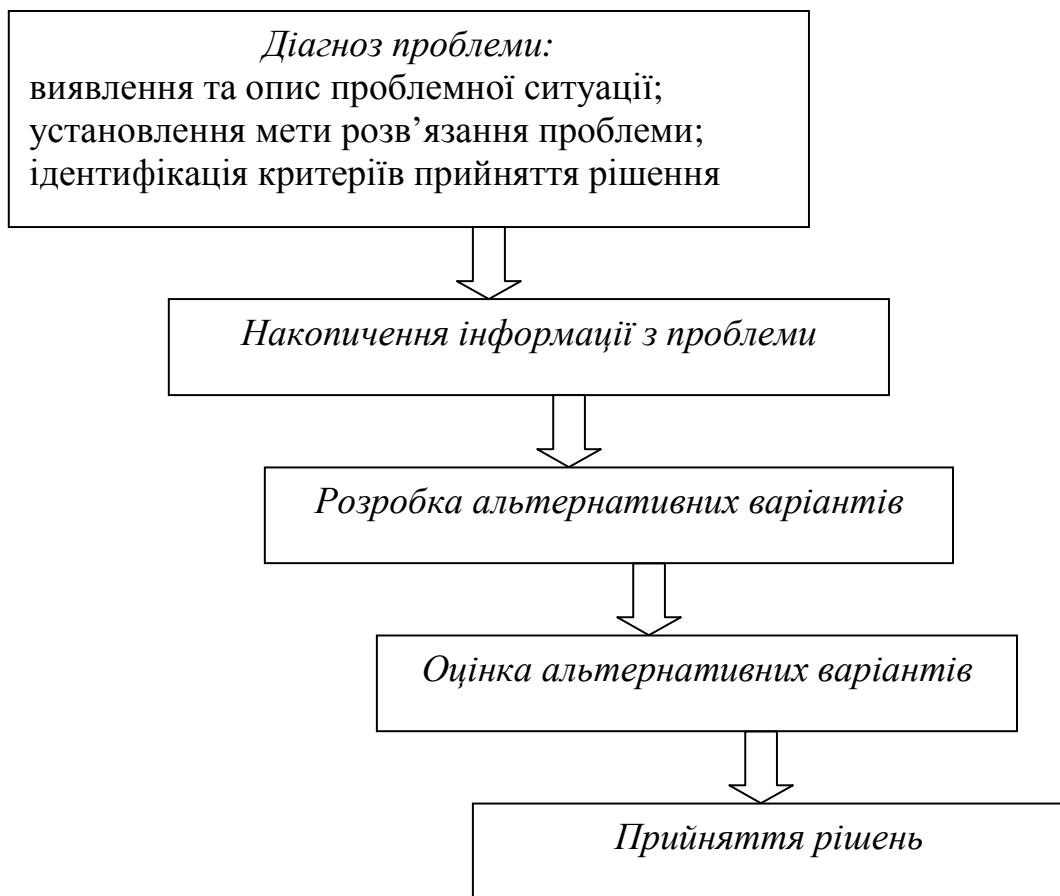 Діагноз проблеми:
виявлення та опис проблемної ситуації;
установлення мети розв’язання проблеми;
ідентифікація критеріїв прийняття рішення
Накопичення інформації з проблеми
Розробка альтернативних варіантів
Оцінка альтернативних варіантів
Прийняття рішень